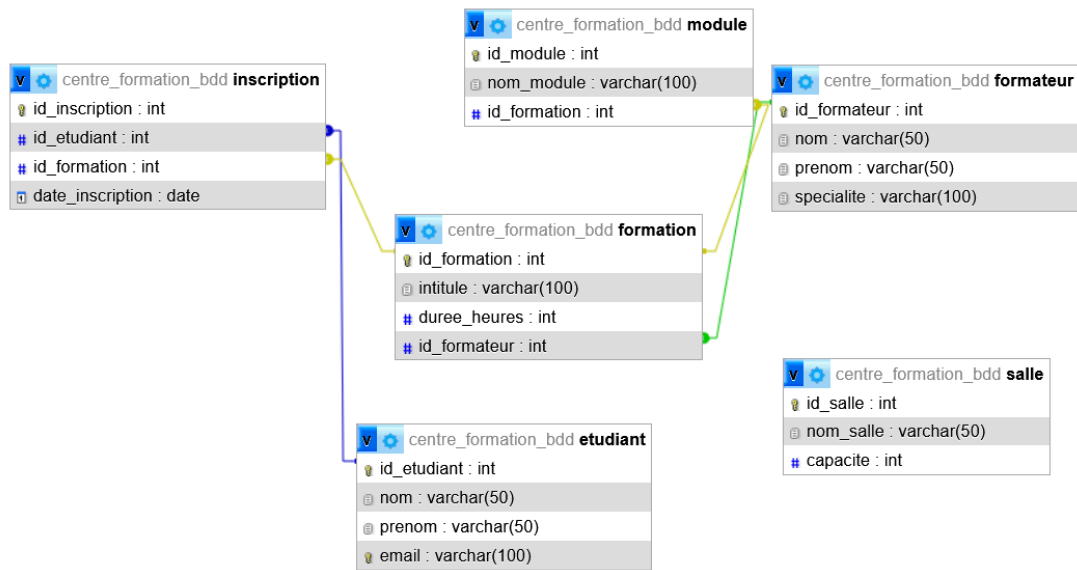 centre_formation_bdd module
id_module : int
nom_module : varchar(100)
id_formation : int
centre_formation_bdd inscription
id_inscription : int
id_etudiant : int
id_formation : int
date_inscription : date
centre_formation_bdd formateur
id_formateur : int
nom : varchar(50)
prenom : varchar(50)
specialite : varchar(100)
centre_formation_bdd formation
id_formation : int
intitule : varchar(100)
duree_heures : int
id_formateur : int
centre_formation_bdd salle
id_salle : int
nom_salle : varchar(50)
capacite : int
centre_formation_bdd etudiant
id_etudiant : int
nom : varchar(50)
prenom : varchar(50)
email : varchar(100)